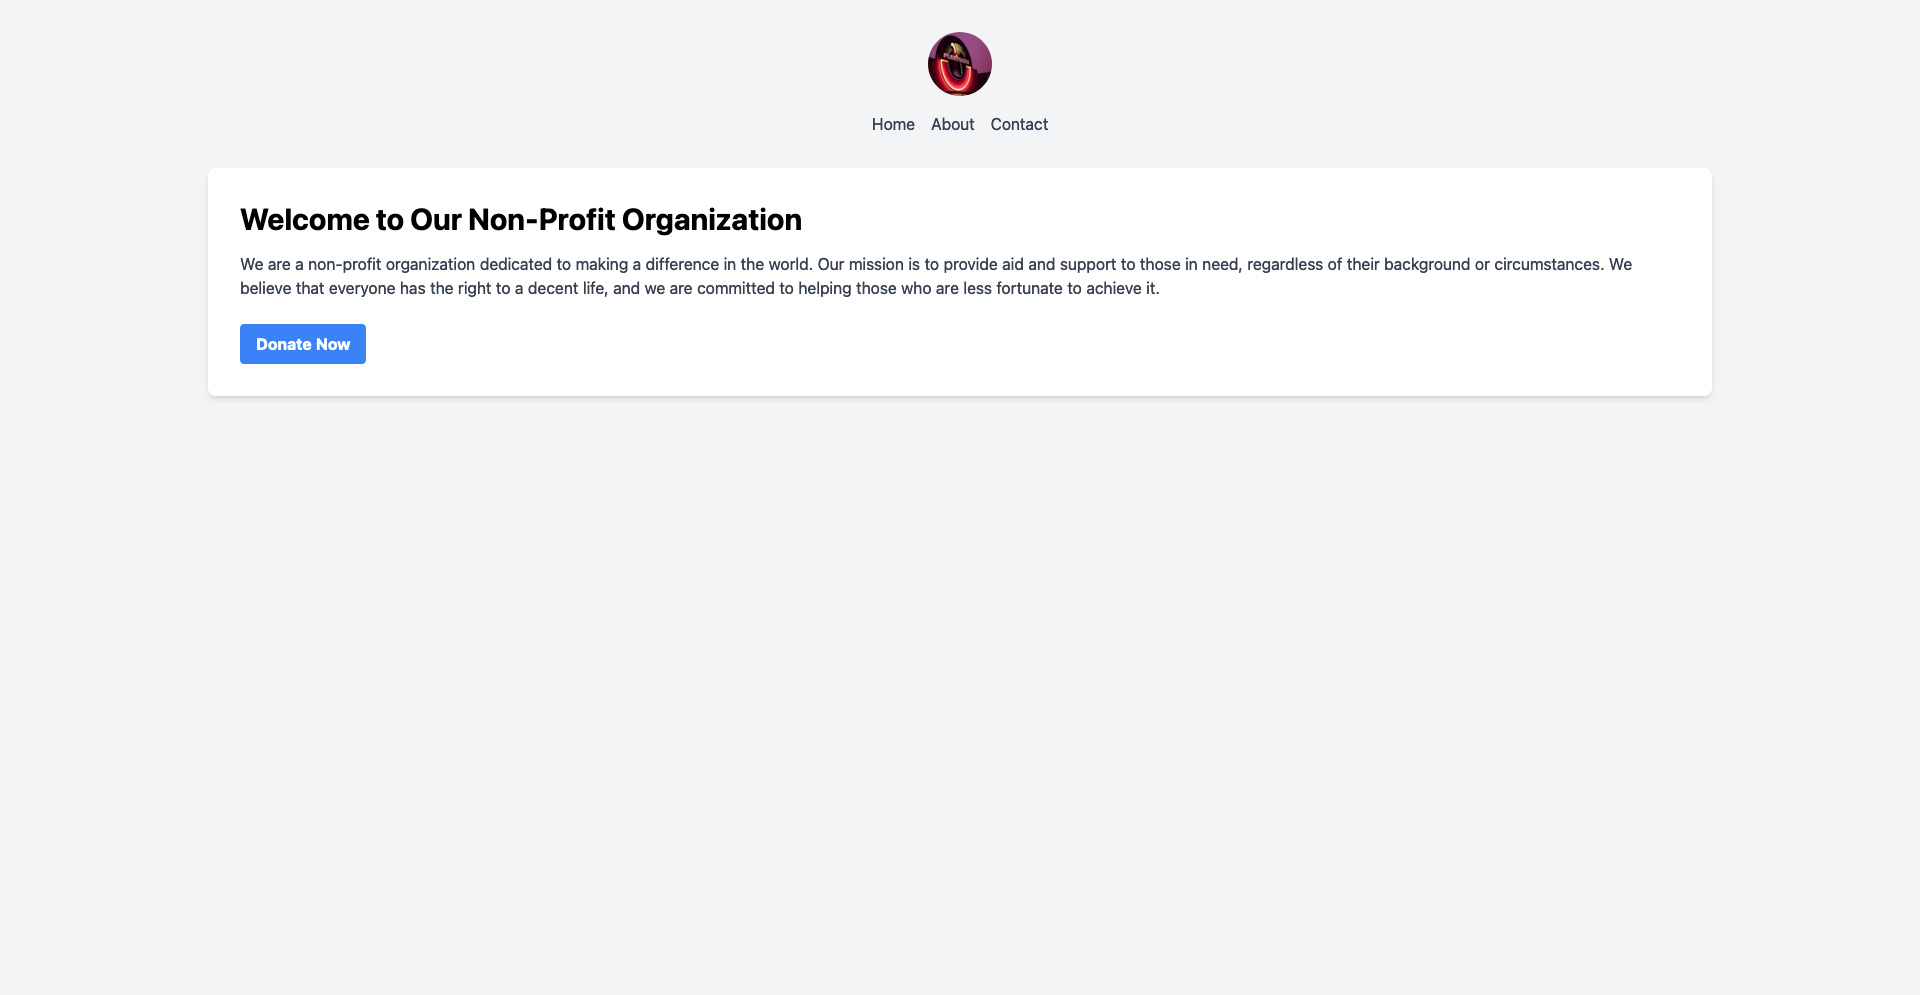 Home About Contact
Welcome to Our Non-Profit Organization
We are a non-profit organization dedicated to making a difference in the world. Our mission is to provide aid and support to those in need, regardless of their background or circumstances. We
believe that everyone has the right to a decent life, and we are committed to helping those who are less fortunate to achieve it.
Donate Now